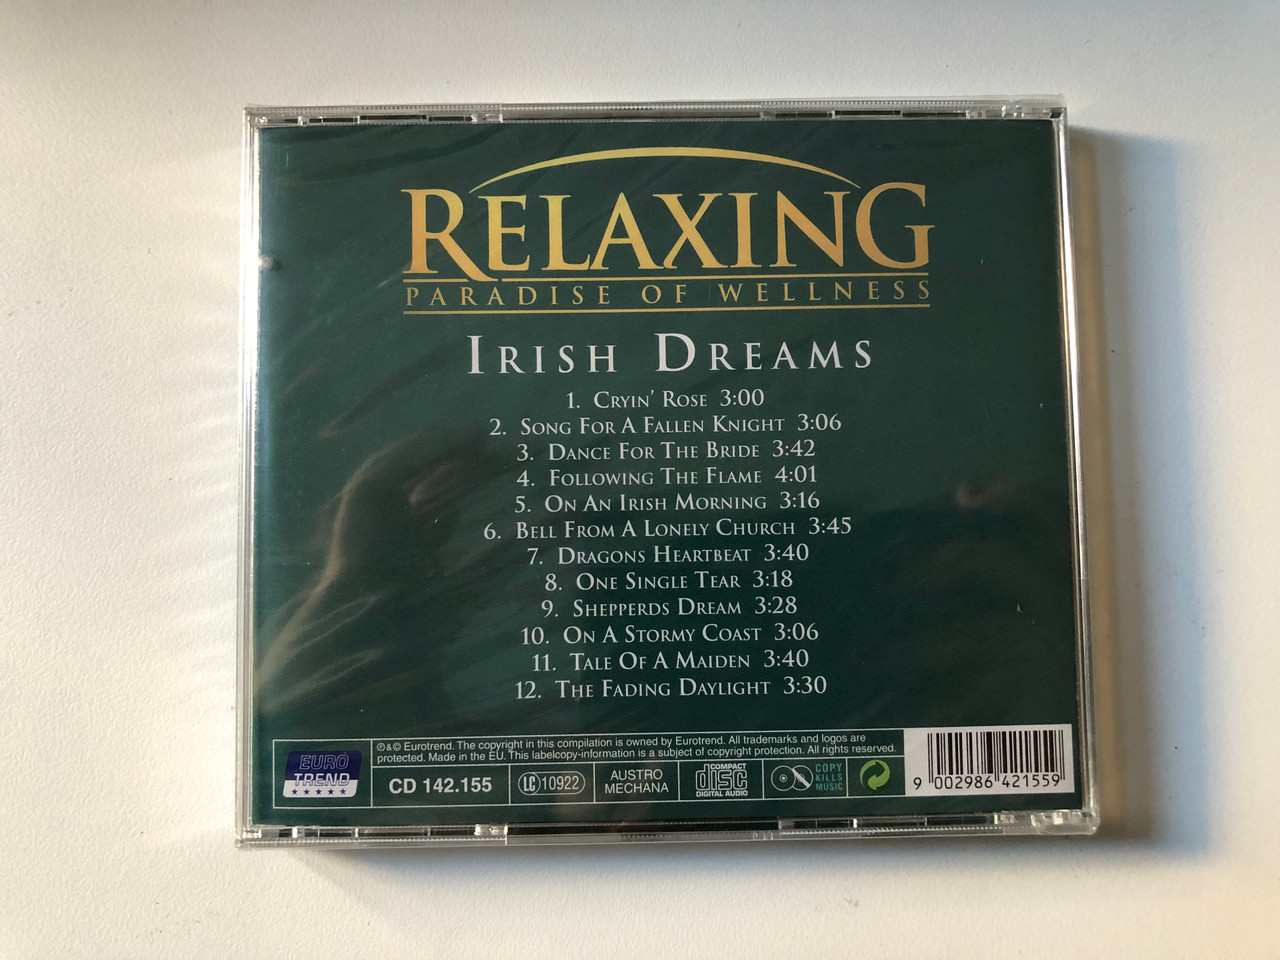 RELAXING
PARADISE OF WELLNESS
IRISH DREAMS
1. CRYIN' ROSE 3:00
2. SONG FOR A FALLEN KNIGHT 3:06
3. DANCE FOR THE BRIDE 3:42
4. FOLLOWING THE FLAME 4:01
5. ON AN IRISH MORNING 3:16
6. BELL FROM A LONELY CHURCH 3:45
7. DRAGONS HEARTBEAT 3:40
8. ONE SINGLE TEAR 3:18
9. SHEPPERDS DREAM 3:28
10. ON A STORMY COAST 3:06
11. TALE OF A MAIDEN 3:40
12. THE FADING DAYLIGHT 3:30
EURO
TREND
℗&© Eurotrend. The copyright in this compilation is owned by Eurotrend. All trademarks and logos are
protected. Made in the EU. This labelcopy-information is a subject of copyright protection. All rights reserved.
CD 142.155
LC 10922
AUSTRO
MECHANA
COMPACT
disc
DIGITAL AUDIO
COPY
KILLS
MUSIC
9 002986 421559